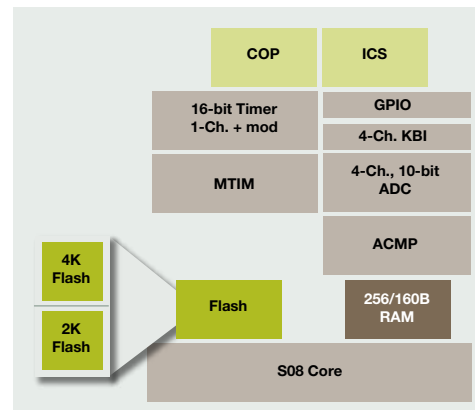 COP
ICS
16-bit Timer
1-Ch. + mod
GPIO
4-Ch. KBI
MTIM
4-Ch., 10-bit
ADC
ACMP
4K
Flash
2K
Flash
Flash
256/160B
RAM
S08 Core